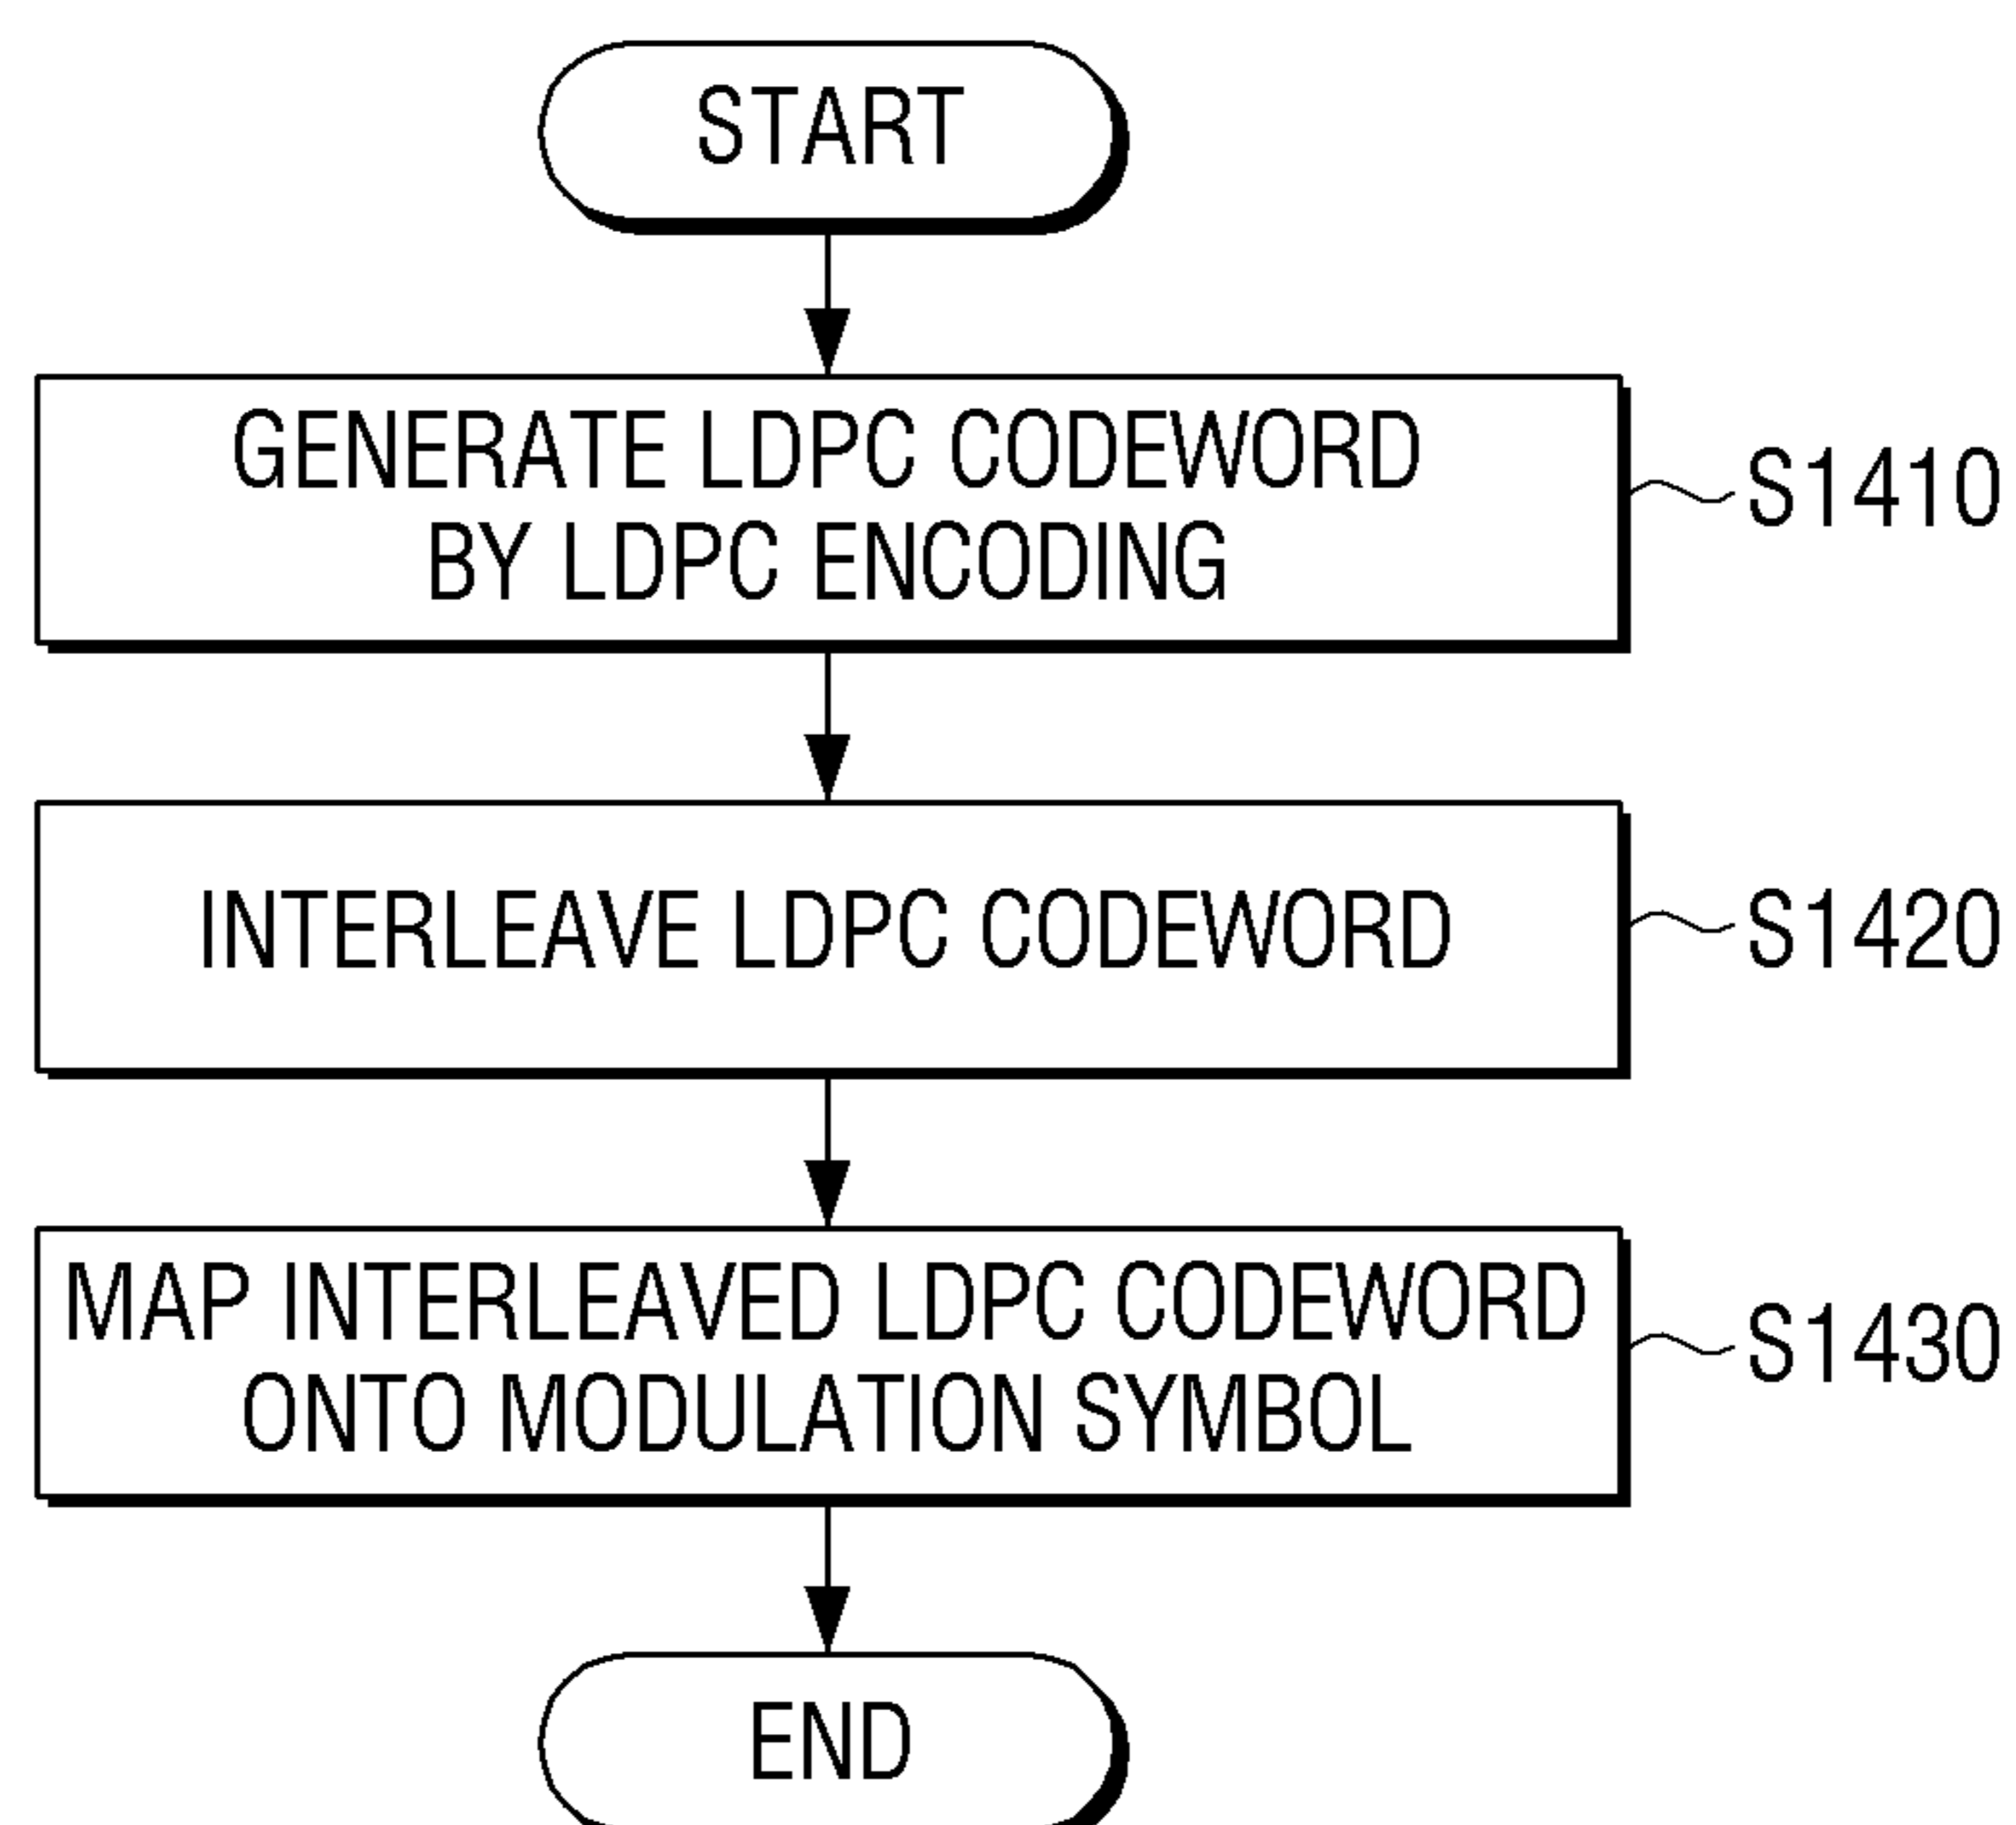 START
GENERATE LDPC CODEWORD
BY LDPC ENCODING
S1410
INTERLEAVE LDPC CODEWORD
S1420
MAP INTERLEAVED LDPC CODEWORD
ONTO MODULATION SYMBOL
S1430
END